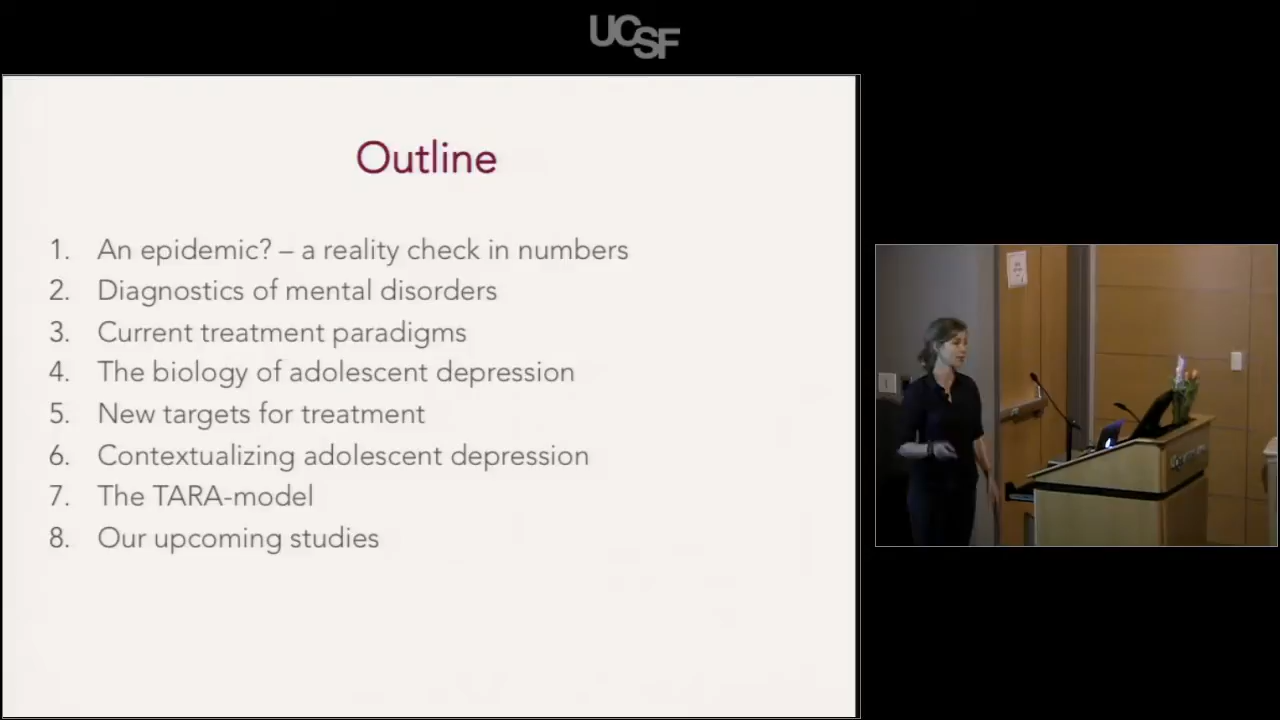 UCSF
Outline
1. An epidemic? – a reality check in numbers
2. Diagnostics of mental disorders
3. Current treatment paradigms
4. The biology of adolescent depression
5. New targets for treatment
6. Contextualizing adolescent depression
7. The TARA-model
8. Our upcoming studies